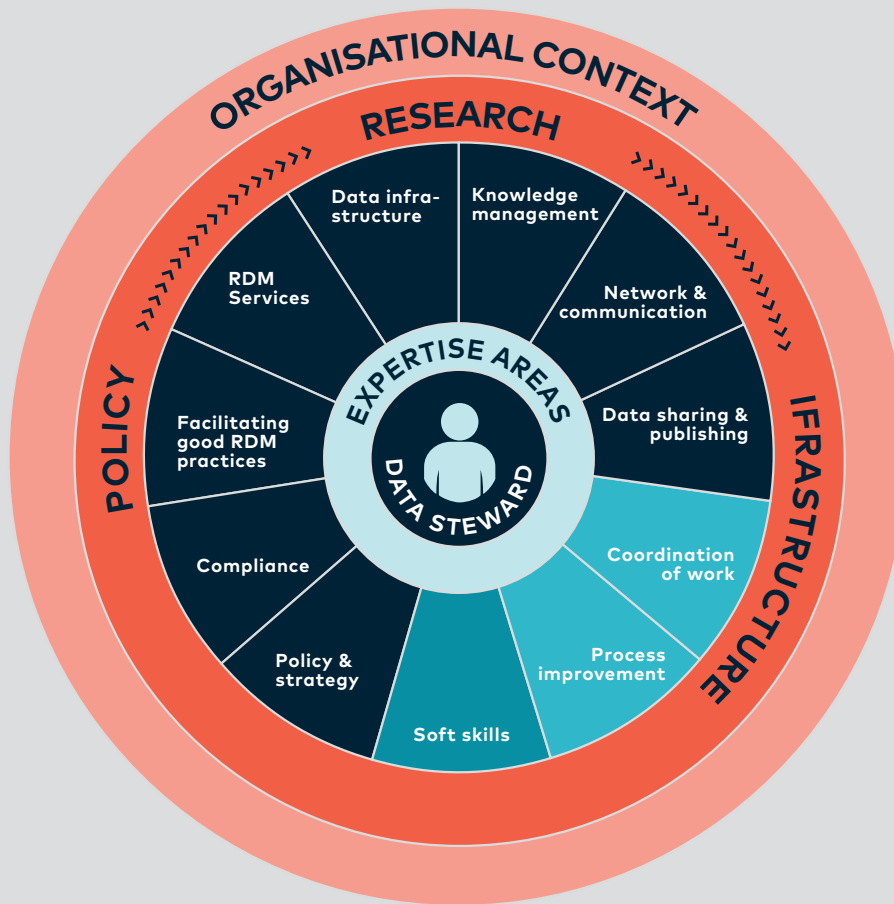 ORGANISATIONAL CONTEXT
RESEARCH
POLICY
IFRASTRUCTURE
Data infra-
structure
Knowledge
management
RDM
Services
Network &
communication
Facilitating
good RDM
practices
Data sharing &
publishing
EXPERTISE AREAS
DATA STEWARD
Compliance
Coordination
of work
Policy &
strategy
Process
improvement
Soft skills